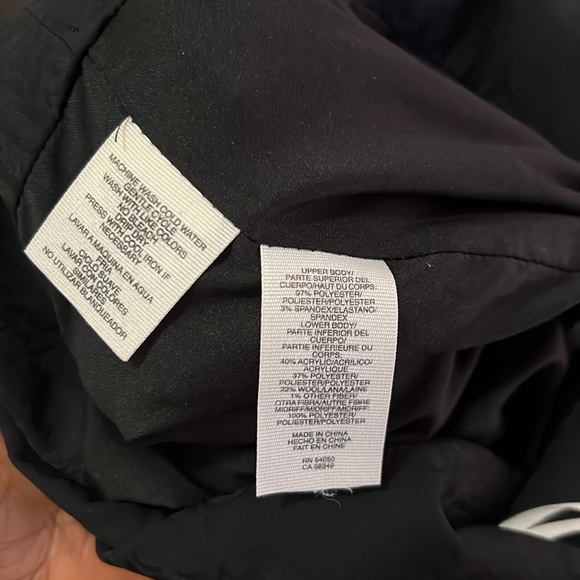 MACHINE WASH COLD WATER
GENTLE CYCLE
WASH WITH LIKE COLORS
NO BLEACH
DRIP DRY
PRESS WITH COOL IRON IF
NECESSARY
LAVAR A MAQUINA EN AGUA
FRIA
CICLO SUAVE
LAVAR CON COLORES
SIMILARES
NO UTILIZAR BLANQUEADOR
UPPER BODY/
PARTE SUPERIOR DEL
CUERPO/HAUT DU CORPS:
97% POLYESTER/
POLIESTER/POLYESTER
3% SPANDEX/ELASTANO/
SPANDEX
LOWER BODY/
PARTE INFERIOR DEL
CUERPO/
PARTIE INFERIEURE DU
CORPS:
40% ACRYLIC/ACRILICO/
ACRYLIQUE
37% POLYESTER/
POLIESTER/POLYESTER
22% WOOL/LANA/LAINE
1% OTHER FIBER/
OTRA FIBRA/AUTRE FIBRE
MIDRIFF/MIDRIFF/MIDRIFF:
100% POLYESTER/
POLIESTER/POLYESTER
MADE IN CHINA
HECHO EN CHINA
FAIT EN CHINE
RN 54050
CA 08349